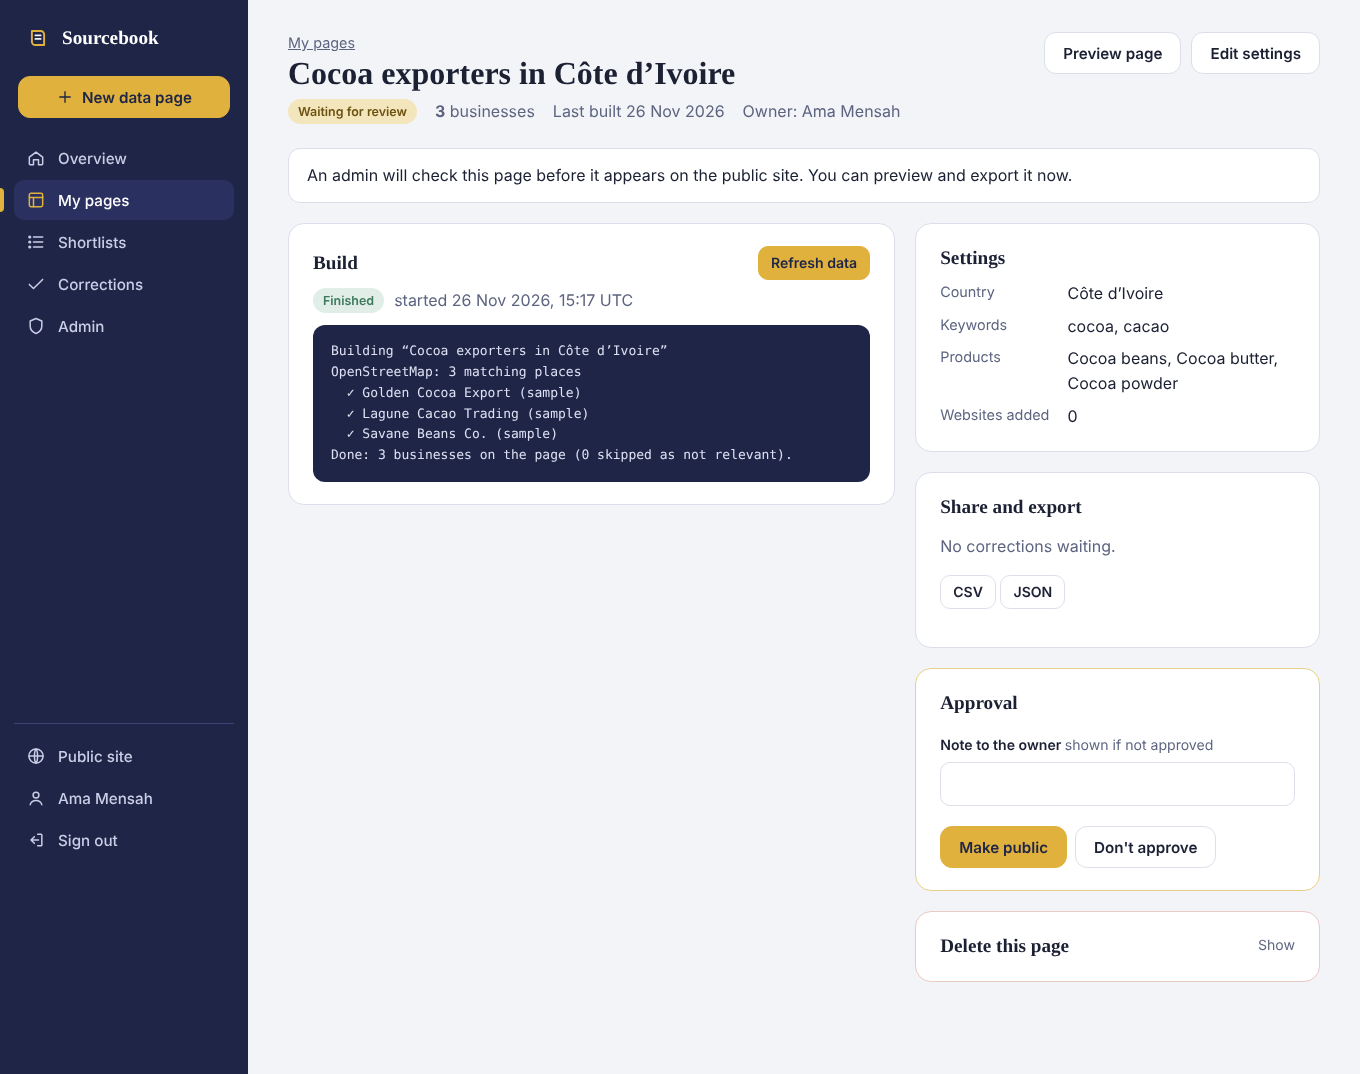 Sourcebook
New data page
Overview
My pages
Shortlists
Corrections
Admin
Public site
Ama Mensah
Sign out
My pages
Cocoa exporters in Côte d’Ivoire
Waiting for review 3 businesses Last built 26 Nov 2026 Owner: Ama Mensah
Preview page Edit settings
An admin will check this page before it appears on the public site. You can preview and export it now.
Build Refresh data
Finished started 26 Nov 2026, 15:17 UTC
Building “Cocoa exporters in Côte d’Ivoire”
OpenStreetMap: 3 matching places
✓ Golden Cocoa Export (sample)
✓ Lagune Cacao Trading (sample)
✓ Savane Beans Co. (sample)
Done: 3 businesses on the page (0 skipped as not relevant).
Settings
Country Côte d’Ivoire
Keywords cocoa, cacao
Products Cocoa beans, Cocoa butter,
Cocoa powder
Websites added 0
Share and export
No corrections waiting.
CSV JSON
Approval
Note to the owner shown if not approved
Make public Don't approve
Delete this page Show